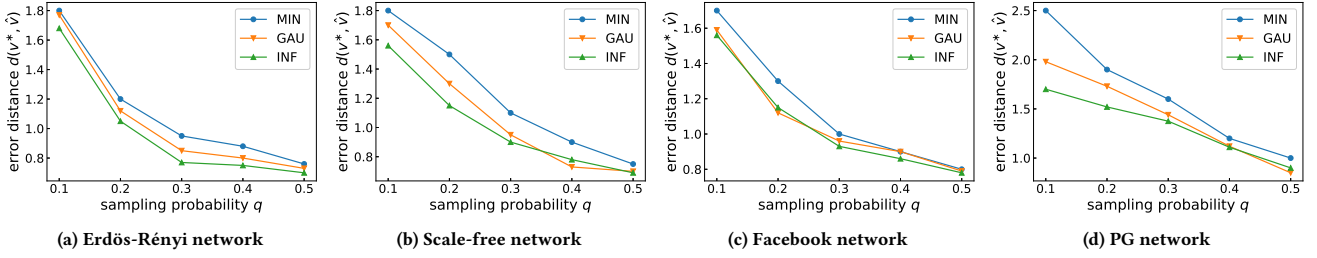 1.8
1.6
1.4
1.2
1.0
0.8
error distance d(v*, v̂)
0.1 0.2 0.3 0.4 0.5
sampling probability q
MIN
GAU
INF
(a) Erdös-Rényi network
1.8
1.6
1.4
1.2
1.0
0.8
error distance d(v*, v̂)
0.1 0.2 0.3 0.4 0.5
sampling probability q
MIN
GAU
INF
(b) Scale-free network
1.6
1.4
1.2
1.0
0.8
error distance d(v*, v̂)
0.1 0.2 0.3 0.4 0.5
sampling probability q
MIN
GAU
INF
(c) Facebook network
2.5
2.0
1.5
1.0
error distance d(v*, v̂)
0.1 0.2 0.3 0.4 0.5
sampling probability q
MIN
GAU
INF
(d) PG network